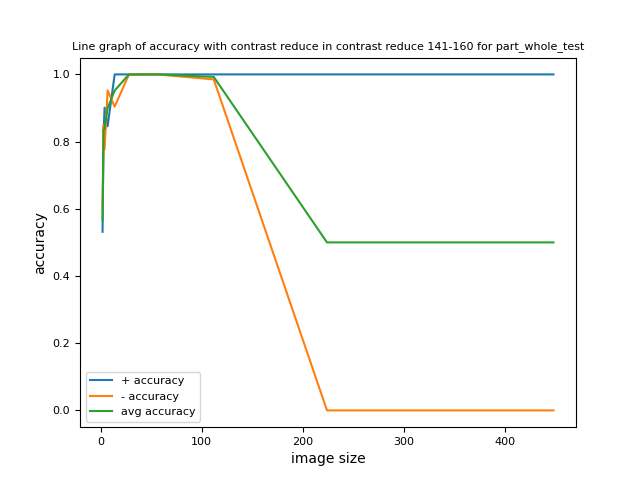 Line graph of accuracy with contrast reduce in contrast reduce 141-160 for part_whole_test
1.0
0.8
0.6
0.4
0.2
0.0
accuracy
+ accuracy
- accuracy
avg accuracy
0 100 200 300 400
image size